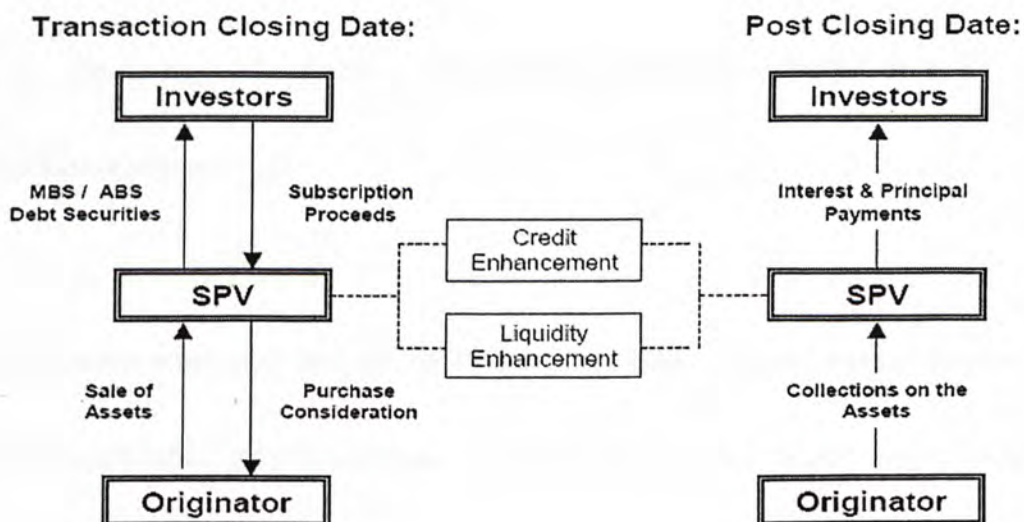 Transaction Closing Date:
Post Closing Date:
Investors
Investors
MBS / ABS
Debt Securities
Subscription
Proceeds
Interest & Principal
Payments
Credit
Enhancement
SPV
SPV
Liquidity
Enhancement
Sale of
Assets
Purchase
Consideration
Collections on the
Assets
Originator
Originator